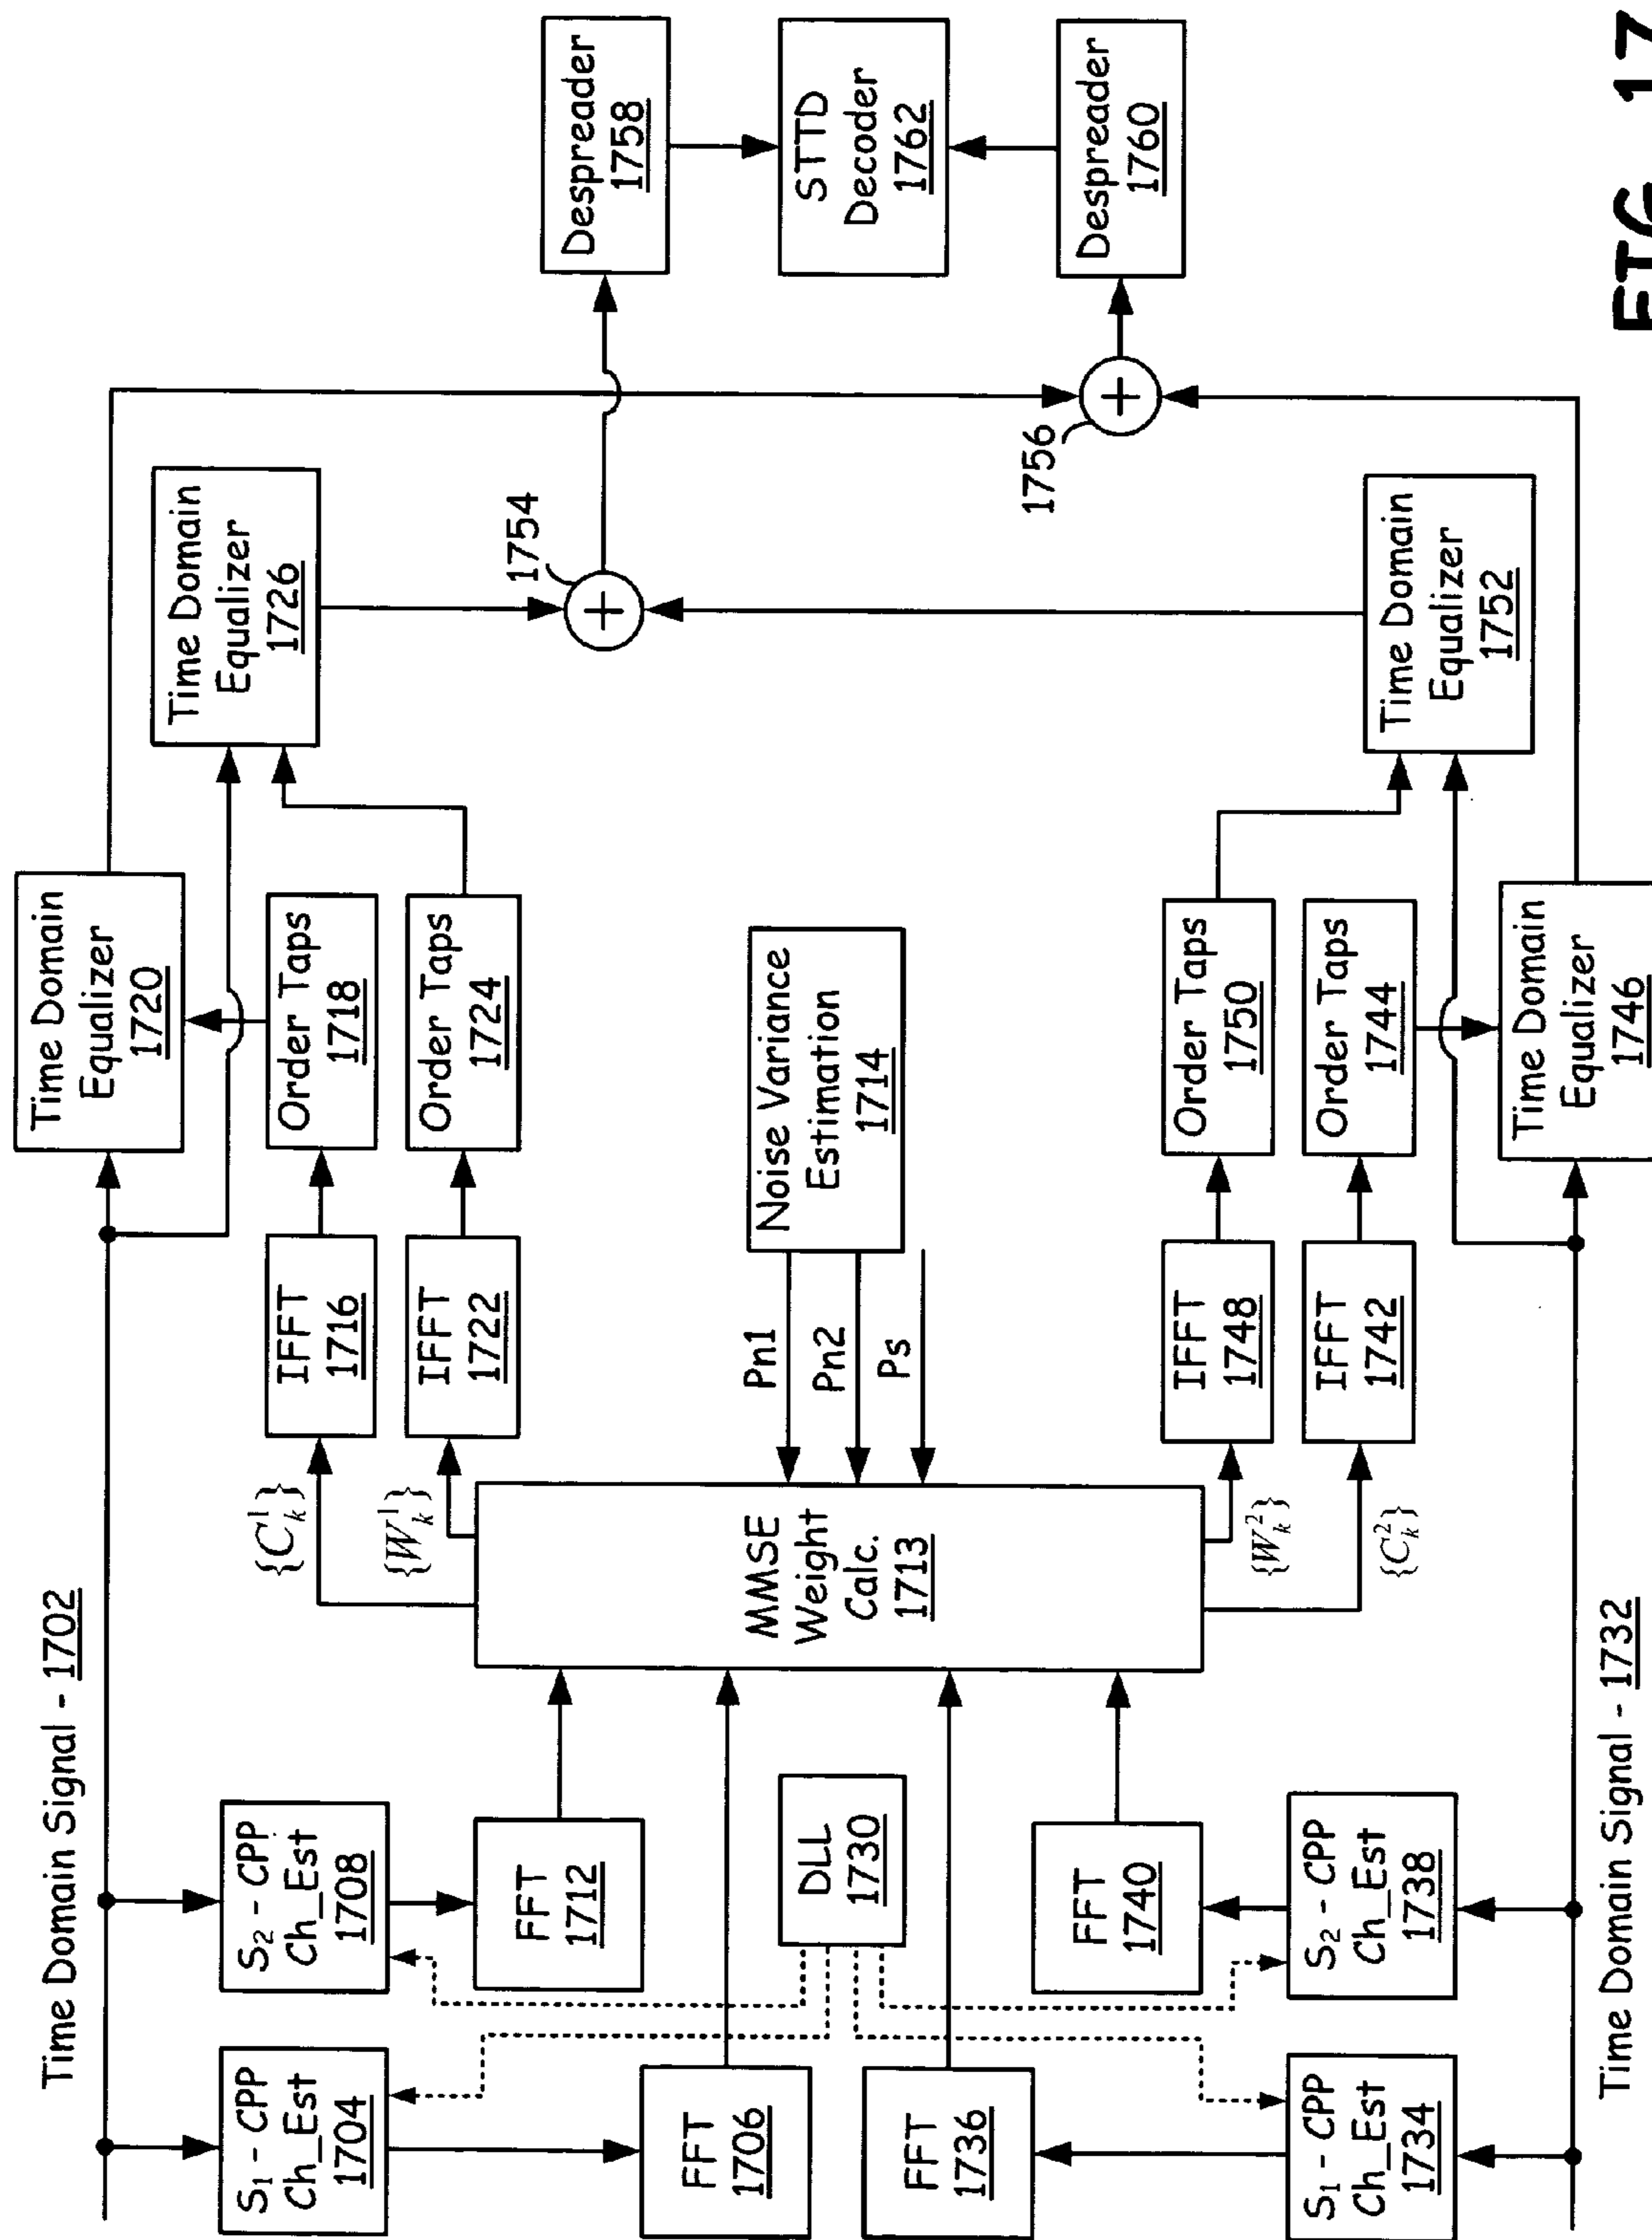 Time Domain Signal - 1702
S1 - CPP
Ch_Est
1704
S2 - CPP
Ch_Est
1708
FFT
1706
FFT
1712
DLL
1730
FFT
1736
FFT
1740
S1 - CPP
Ch_Est
1734
S2 - CPP
Ch_Est
1738
Time Domain Signal - 1732
MMSE
Weight
Calc.
1713
{C_k^1}
{W_k^1}
{W_k^2}
{C_k^2}
Pn1
Pn2
Ps
Noise Variance
Estimation
1714
IFFT
1716
IFFT
1722
IFFT
1748
IFFT
1742
Order Taps
1718
Order Taps
1724
Order Taps
1750
Order Taps
1744
Time Domain
Equalizer
1720
Time Domain
Equalizer
1726
Time Domain
Equalizer
1752
Time Domain
Equalizer
1746
1754
+
1756
+
Despreader
1758
STTD
Decoder
1762
Despreader
1760
FIG. 17